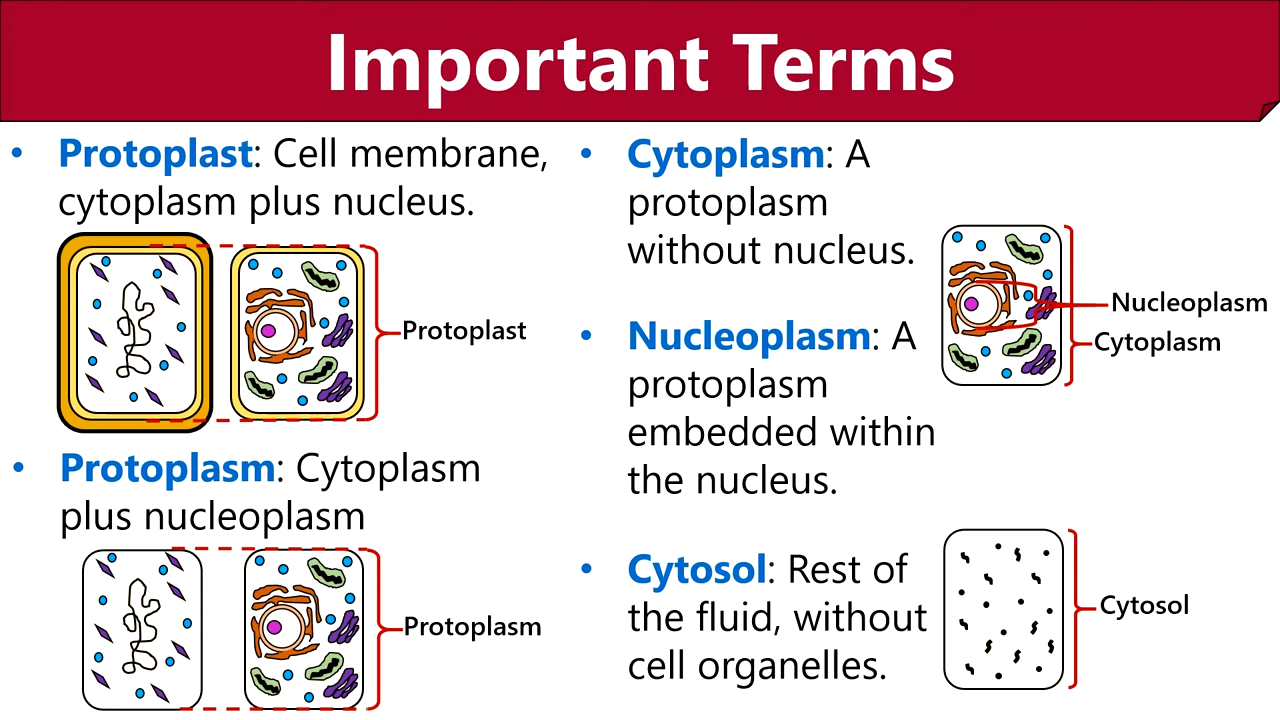 Important Terms
• Protoplast: Cell membrane,
cytoplasm plus nucleus.
Protoplast
• Protoplasm: Cytoplasm
plus nucleoplasm
Protoplasm
• Cytoplasm: A
protoplasm
without nucleus.
• Nucleoplasm: A
protoplasm
embedded within
the nucleus.
Nucleoplasm
Cytoplasm
• Cytosol: Rest of
the fluid, without
cell organelles.
Cytosol